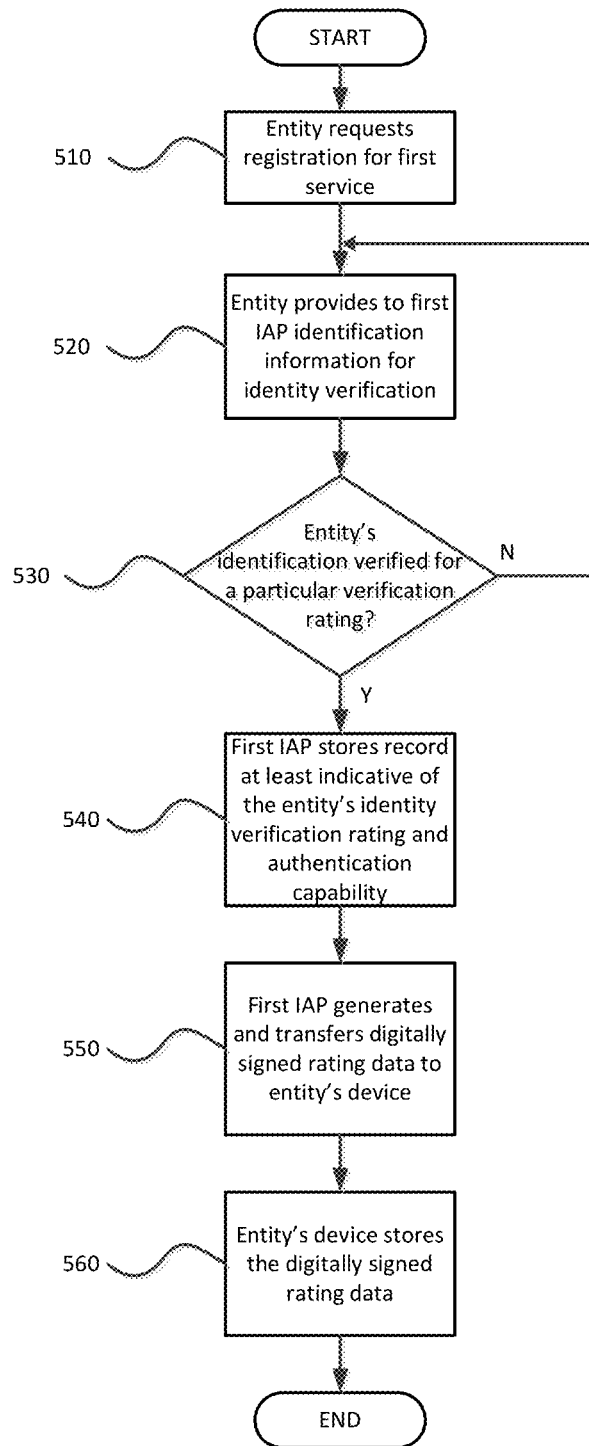 START
510
Entity requests
registration for first
service
520
Entity provides to first
IAP identification
information for
identity verification
530
Entity's
identification verified for
a particular verification
rating?
N
Y
540
First IAP stores record
at least indicative of
the entity's identity
verification rating and
authentication
capability
550
First IAP generates
and transfers digitally
signed rating data to
entity's device
560
Entity's device stores
the digitally signed
rating data
END